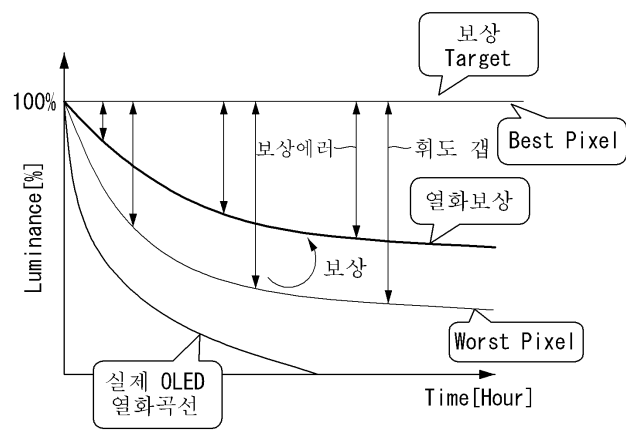 보상
Target
100%
Best Pixel
보상에러
휘도 갭
열화보상
Luminance[%]
보상
Worst Pixel
실제 OLED
열화곡선
Time[Hour]